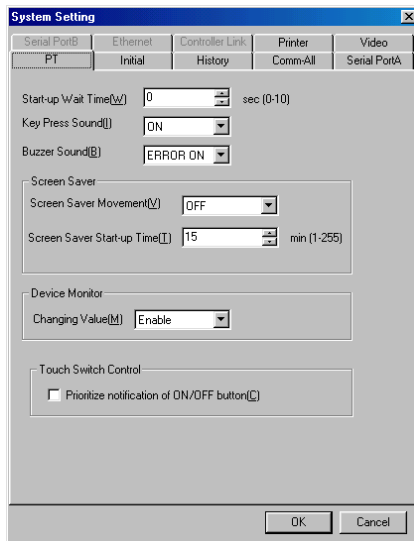 System Setting
Serial PortB Ethernet Controller Link Printer Video
PT Initial History Comm-All Serial PortA
Start-up Wait Time(W) 0 sec (0-10)
Key Press Sound(I) ON
Buzzer Sound(B) ERROR ON
Screen Saver
Screen Saver Movement(V) OFF
Screen Saver Start-up Time(T) 15 min (1-255)
Device Monitor
Changing Value(M) Enable
Touch Switch Control
Prioritize notification of ON/OFF button(C)
OK Cancel